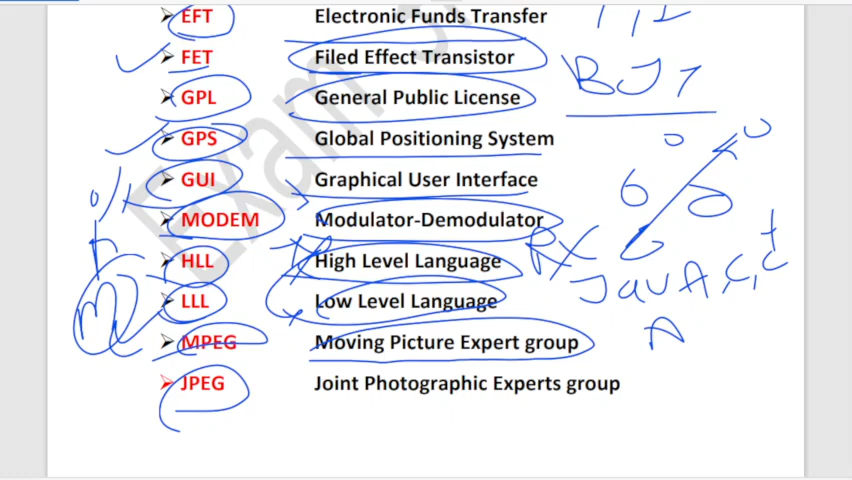 EFT Electronic Funds Transfer
FET Filed Effect Transistor
GPL General Public License
GPS Global Positioning System
GUI Graphical User Interface
MODEM Modulator-Demodulator
HLL High Level Language
LLL Low Level Language
MPEG Moving Picture Expert group
JPEG Joint Photographic Experts group
Exam
BJT
RX
JavA, C, C+
A